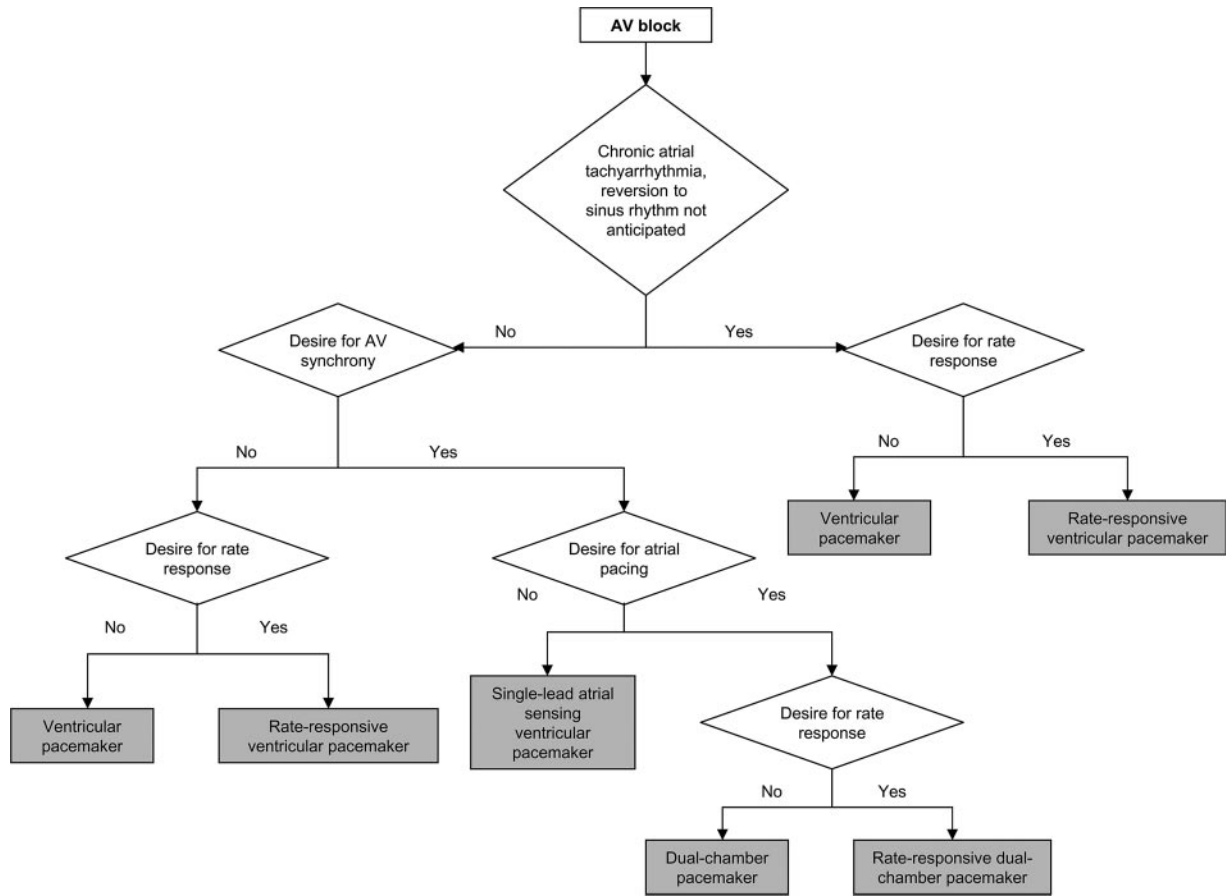 AV block
Chronic atrial
tachyarrhythmia,
reversion to
sinus rhythm not
anticipated
No
Yes
Desire for AV
synchrony
Desire for rate
response
No
Yes
No
Yes
Ventricular
pacemaker
Rate-responsive
ventricular pacemaker
Desire for rate
response
Desire for atrial
pacing
No
Yes
No
Yes
Ventricular
pacemaker
Rate-responsive
ventricular pacemaker
Single-lead atrial
sensing
ventricular
pacemaker
Desire for rate
response
No
Yes
Dual-chamber
pacemaker
Rate-responsive dual-
chamber pacemaker